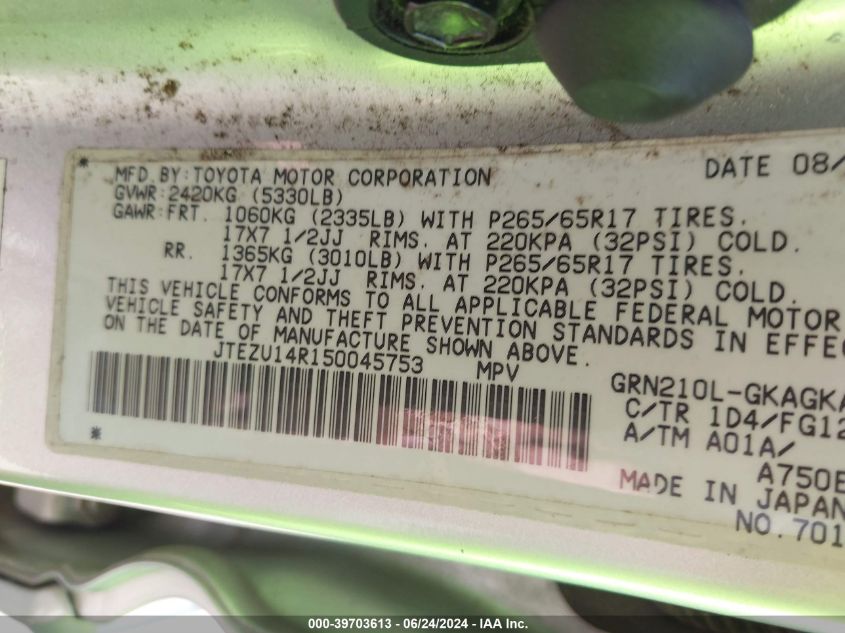 * MFD. BY: TOYOTA MOTOR CORPORATION DATE 08/
GVWR: 2420KG (5330LB)
GAWR: FRT. 1060KG (2335LB) WITH P265/65R17 TIRES.
17X7 1/2JJ RIMS. AT 220KPA (32PSI) COLD.
RR. 1365KG (3010LB) WITH P265/65R17 TIRES.
17X7 1/2JJ RIMS. AT 220KPA (32PSI) COLD.
THIS VEHICLE CONFORMS TO ALL APPLICABLE FEDERAL MOTOR
VEHICLE SAFETY AND THEFT PREVENTION STANDARDS IN EFFE
ON THE DATE OF MANUFACTURE SHOWN ABOVE.
JTEZU14R150045753 MPV
GRN210L-GKAGKA
C/TR 1D4/FG12
* A/TM A01A/
A750E
MADE IN JAPAN
NO.701
000-39703613 - 06/24/2024 - IAA Inc.